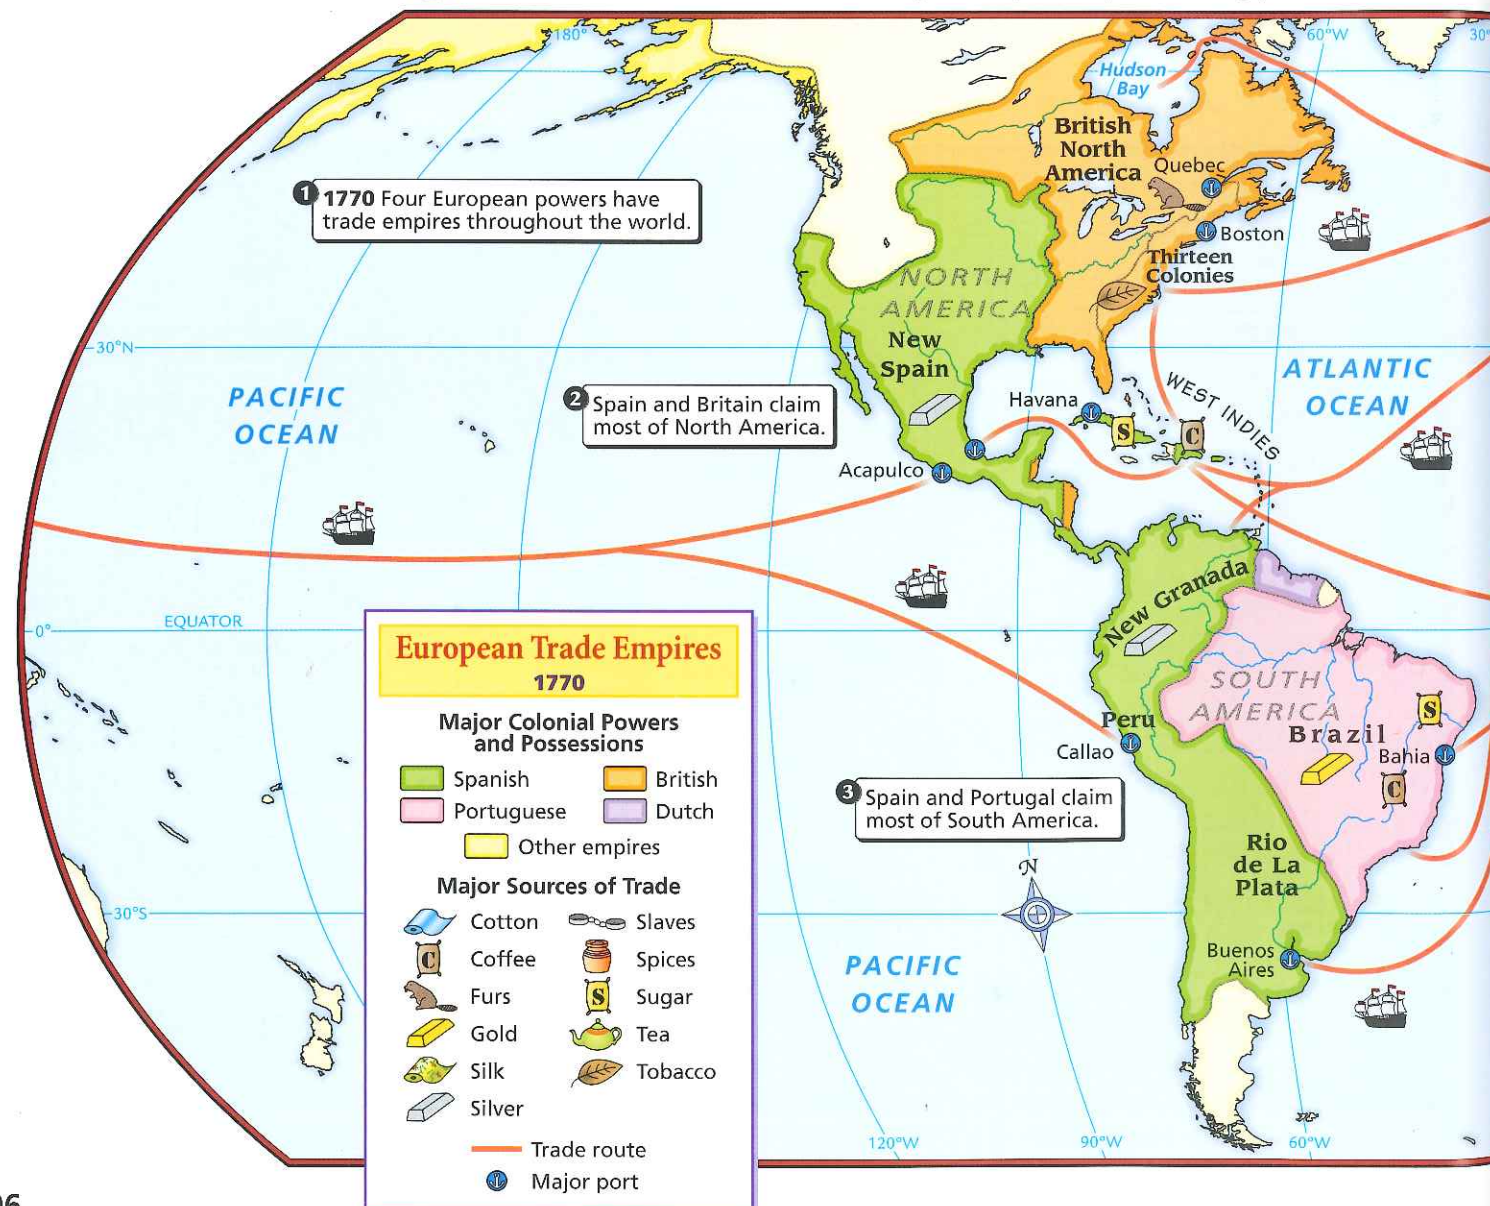 180°
60°W
30°
Hudson
Bay
British
North
America
Quebec
1 1770 Four European powers have
trade empires throughout the world.
Boston
Thirteen
Colonies
NORTH
AMERICA
30°N
New
Spain
PACIFIC
OCEAN
ATLANTIC
OCEAN
2 Spain and Britain claim
most of North America.
Havana
WEST INDIES
S
C
Acapulco
New Granada
EQUATOR
0°
European Trade Empires
1770
Major Colonial Powers
and Possessions
Spanish
British
Portuguese
Dutch
Other empires
Major Sources of Trade
Cotton
Slaves
C
Coffee
Spices
Furs
S
Sugar
Gold
Tea
Silk
Tobacco
Silver
Trade route
Major port
SOUTH
AMERICA
S
Peru
Brazil
Callao
Bahia
C
3 Spain and Portugal claim
most of South America.
Rio
de La
Plata
N
30°S
Buenos
Aires
PACIFIC
OCEAN
120°W
90°W
60°W